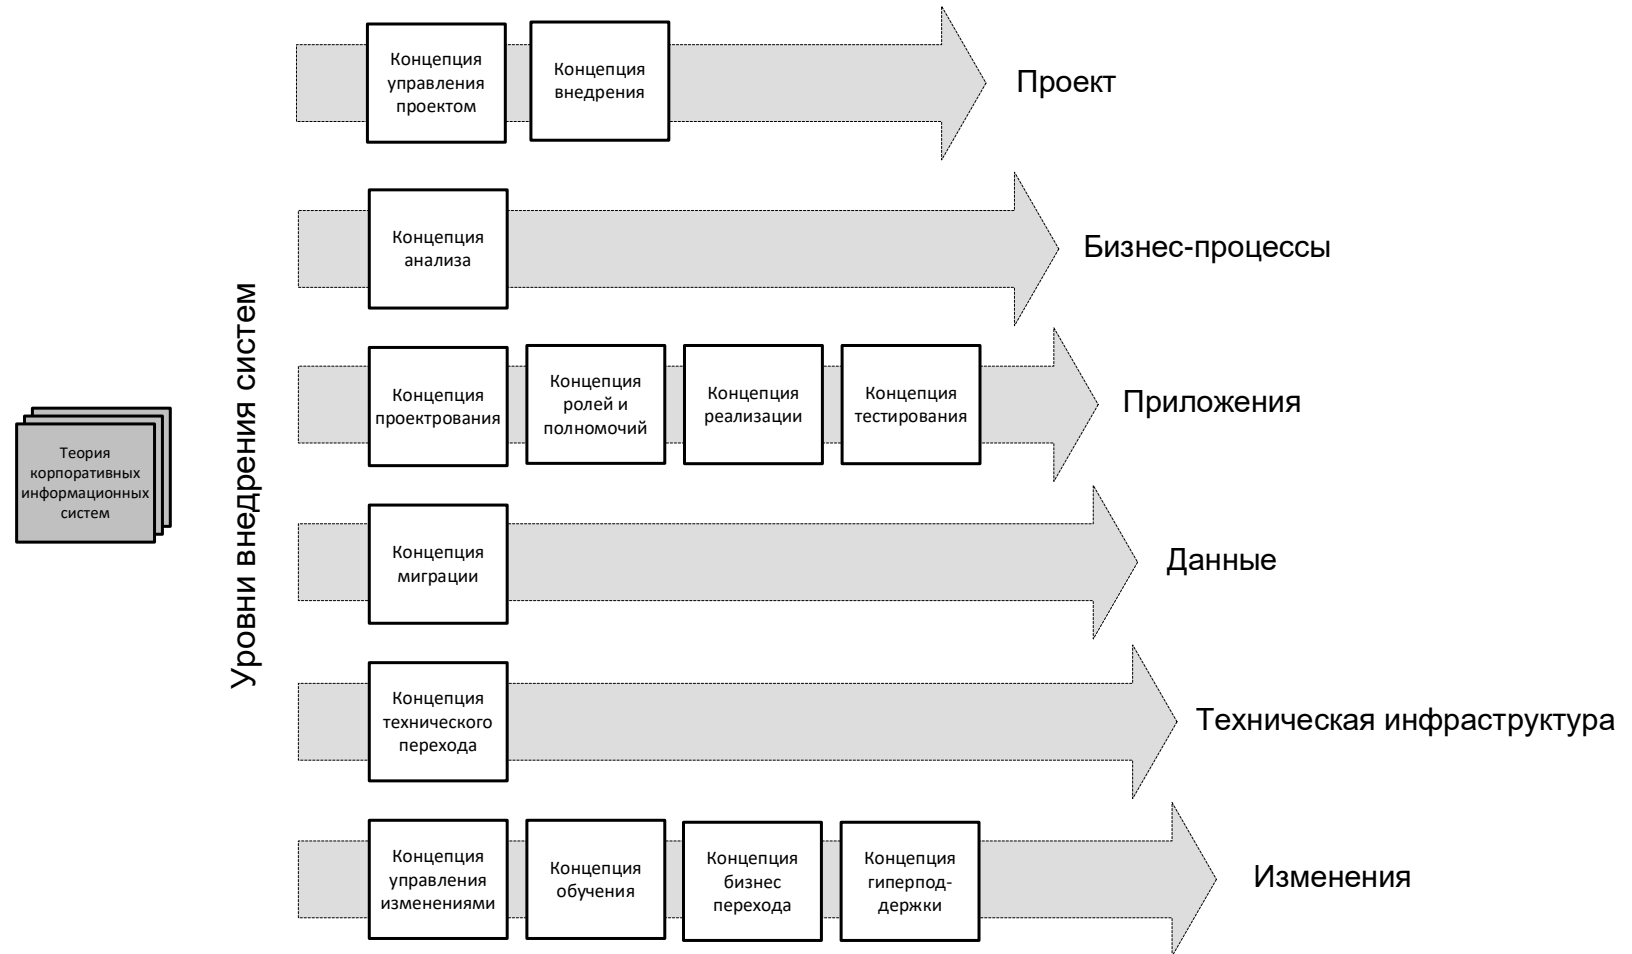 Концепция
управления
проектом
Концепция
внедрения
Проект
Концепция
анализа
Бизнес-процессы
Уровни внедрения систем
Концепция
проектрования
Концепция
ролей и
полномочий
Концепция
реализации
Концепция
тестирования
Приложения
Теория
корпоративных
информационных
систем
Концепция
миграции
Данные
Концепция
технического
перехода
Техническая инфраструктура
Концепция
управления
изменениями
Концепция
обучения
Концепция
бизнес
перехода
Концепция
гиперпод-
держки
Изменения